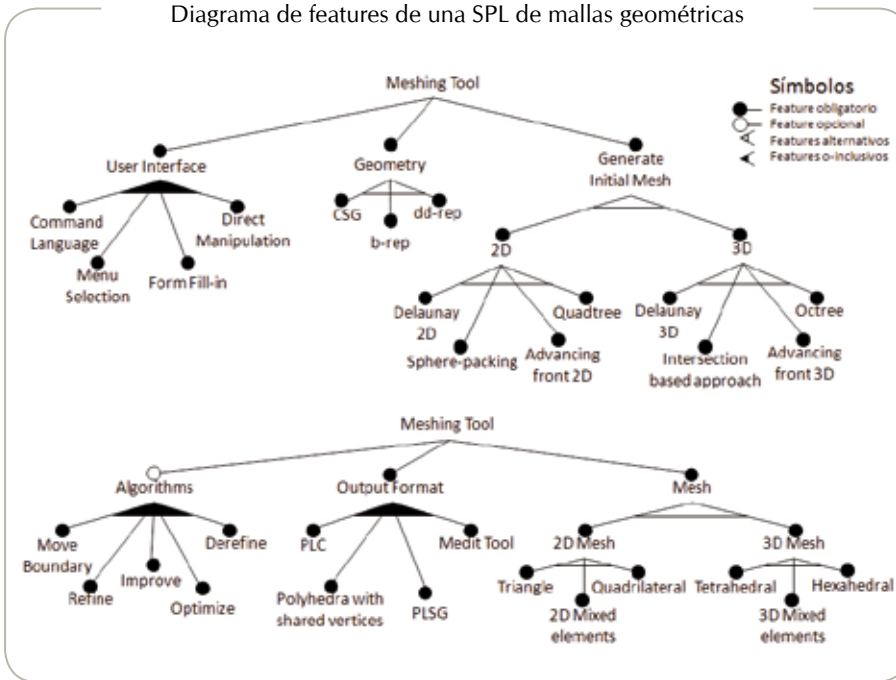 Diagrama de features de una SPL de mallas geométricas
Meshing Tool
Símbolos
Feature obligatorio
Feature opcional
Features alternativos
Features o-inclusivos
User Interface
Geometry
Generate
Initial Mesh
Command
Language
Direct
Manipulation
Menu
Selection
Form Fill-in
CSG
b-rep
dd-rep
2D
3D
Delaunay
2D
Quadtree
Sphere-packing
Advancing
front 2D
Delaunay
3D
Octree
Intersection
based approach
Advancing
front 3D
Meshing Tool
Algorithms
Output Format
Mesh
Move
Boundary
Derefine
Refine
Improve
Optimize
PLC
Medit Tool
Polyhedra with
shared vertices
PLSG
2D Mesh
3D Mesh
Triangle
Quadrilateral
2D Mixed
elements
Tetrahedral
Hexahedral
3D Mixed
elements